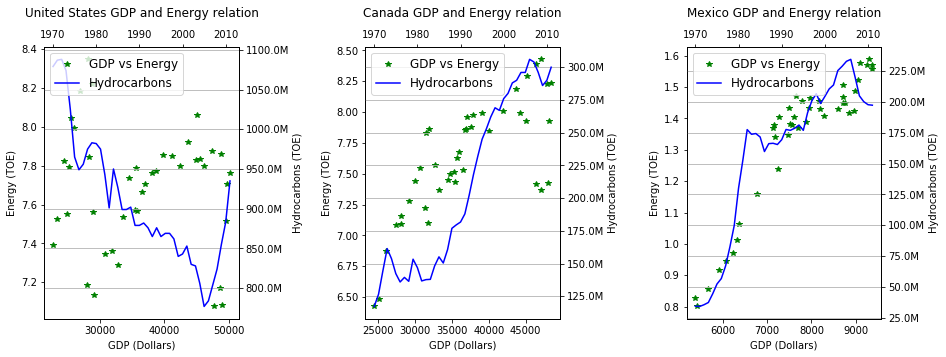 United States GDP and Energy relation
1970 1980 1990 2000 2010
GDP vs Energy
Hydrocarbons
8.4
8.2
8.0
7.8
7.6
7.4
7.2
Energy (TOE)
1100.0M
1050.0M
1000.0M
950.0M
900.0M
850.0M
800.0M
Hydrocarbons (TOE)
30000 40000 50000
GDP (Dollars)
Canada GDP and Energy relation
1970 1980 1990 2000 2010
GDP vs Energy
Hydrocarbons
8.50
8.25
8.00
7.75
7.50
7.25
7.00
6.75
6.50
Energy (TOE)
300.0M
275.0M
250.0M
225.0M
200.0M
175.0M
150.0M
125.0M
Hydrocarbons (TOE)
25000 30000 35000 40000 45000
GDP (Dollars)
Mexico GDP and Energy relation
1970 1980 1990 2000 2010
GDP vs Energy
Hydrocarbons
1.6
1.5
1.4
1.3
1.2
1.1
1.0
0.9
0.8
Energy (TOE)
225.0M
200.0M
175.0M
150.0M
125.0M
100.0M
75.0M
50.0M
25.0M
Hydrocarbons (TOE)
6000 7000 8000 9000
GDP (Dollars)